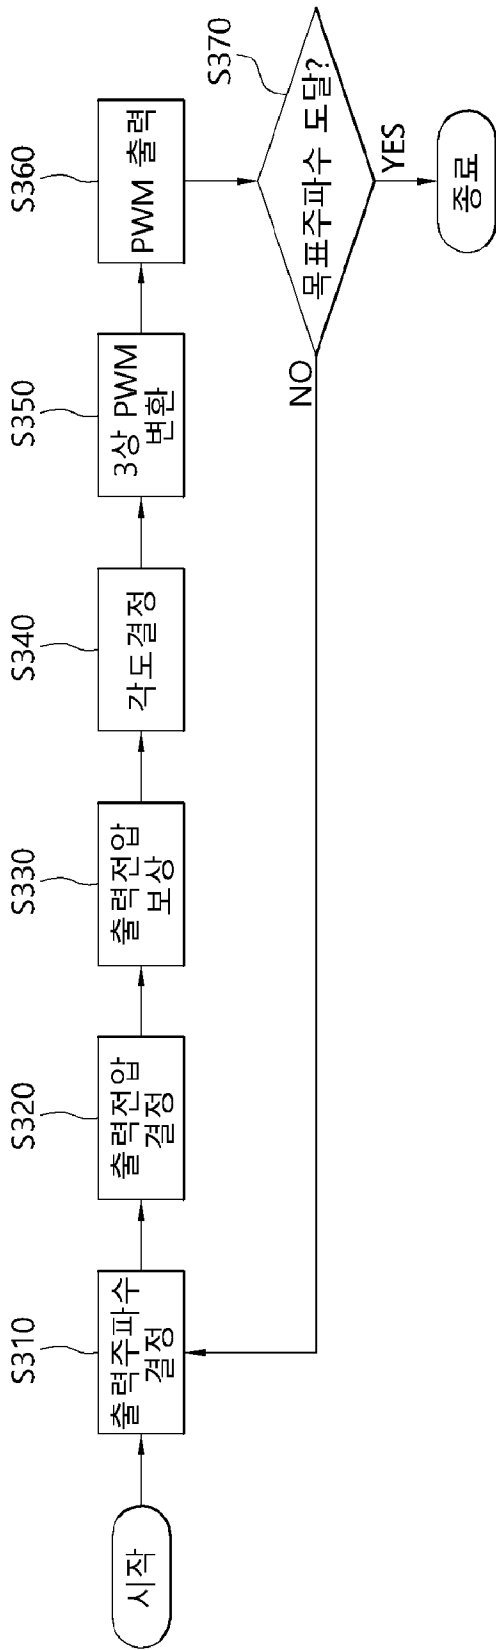 시작
S310
출력주파수
결정
S320
출력전압
결정
S330
출력전압
보상
S340
각도결정
S350
3상 PWM
변환
S360
PWM 출력
S370
목표주파수 도달?
NO
YES
종료